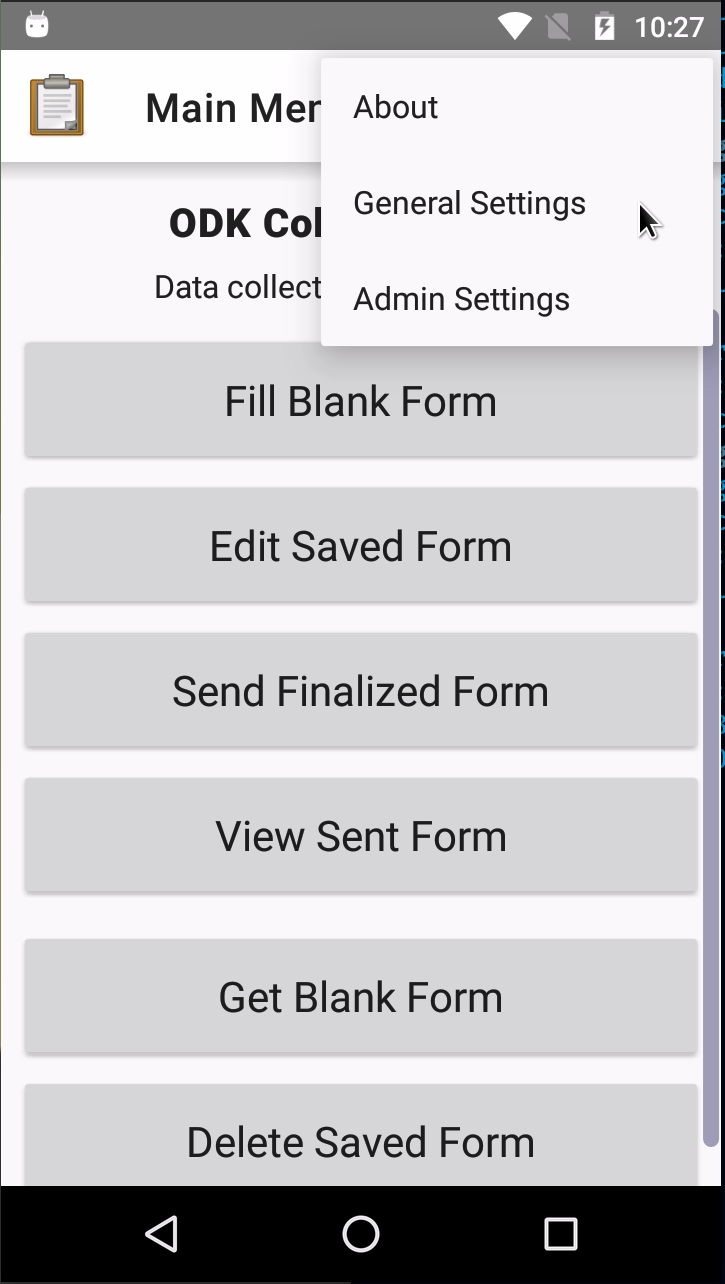 10:27
Main Men
About
General Settings
Admin Settings
ODK Col
Data collect
Fill Blank Form
Edit Saved Form
Send Finalized Form
View Sent Form
Get Blank Form
Delete Saved Form